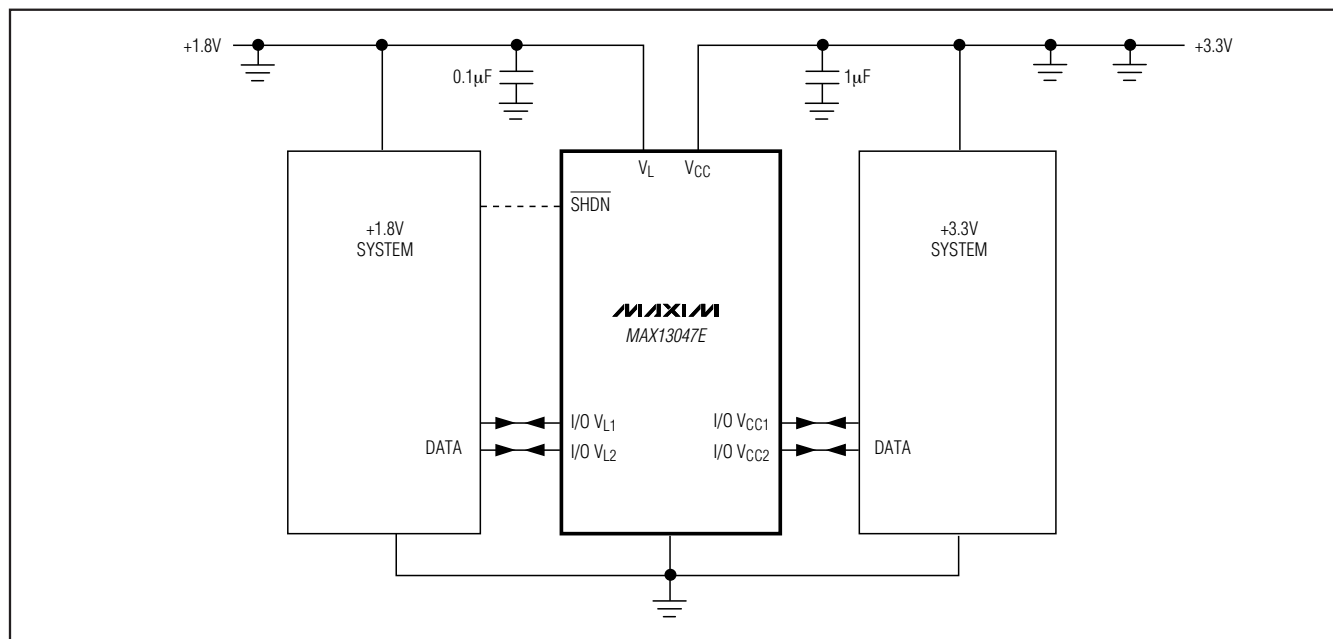 +1.8V
+3.3V
0.1µF
1µF
VL
VCC
SHDN
+1.8V
SYSTEM
+3.3V
SYSTEM
MAXIM
MAX13047E
I/O VL1
I/O VCC1
DATA
I/O VL2
I/O VCC2
DATA